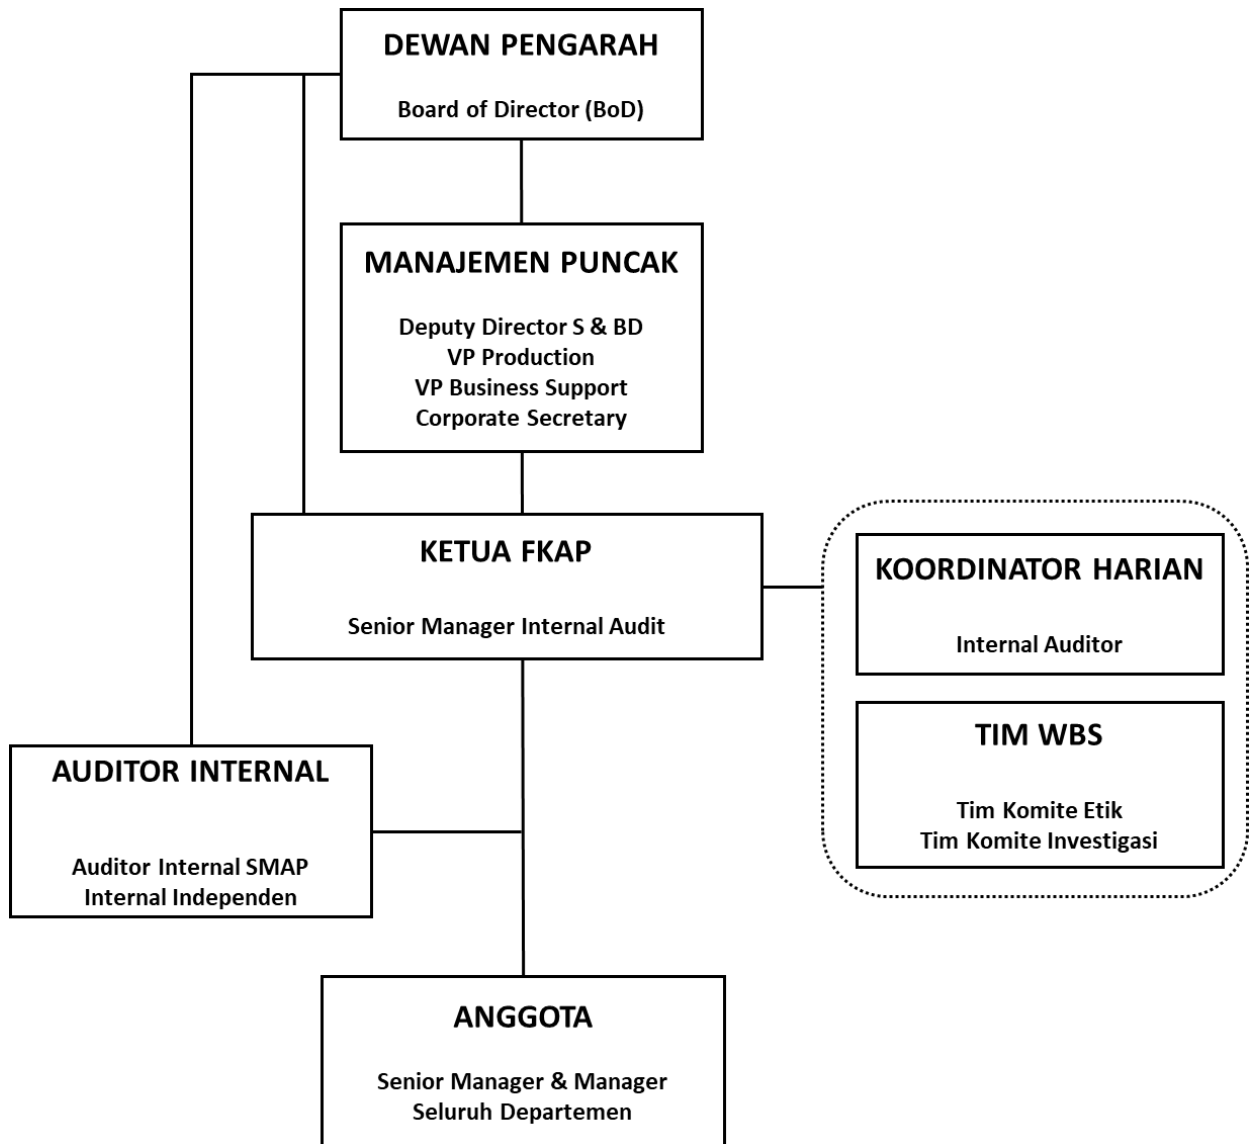 DEWAN PENGARAH
Board of Director (BoD)
MANAJEMEN PUNCAK
Deputy Director S & BD
VP Production
VP Business Support
Corporate Secretary
KETUA FKAP
Senior Manager Internal Audit
KOORDINATOR HARIAN
Internal Auditor
TIM WBS
Tim Komite Etik
Tim Komite Investigasi
AUDITOR INTERNAL
Auditor Internal SMAP
Internal Independen
ANGGOTA
Senior Manager & Manager
Seluruh Departemen